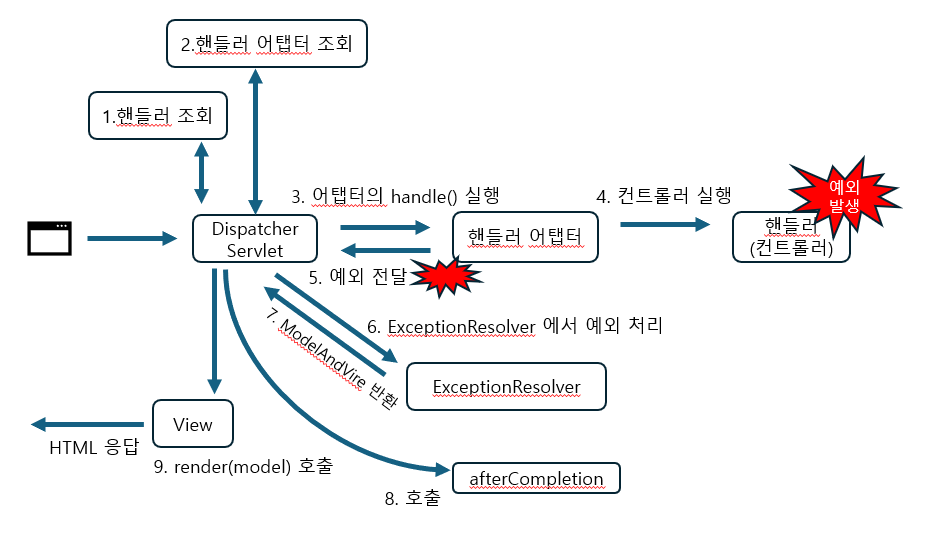 2.핸들러 어탭터 조회
1.핸들러 조회
3. 어탭터의 handle() 실행
4. 컨트롤러 실행
예외
발생
Dispatcher
Servlet
핸들러 어탭터
핸들러
(컨트롤러)
5. 예외 전달
6. ExceptionResolver 에서 예외 처리
7. ModelAndVire 반환
ExceptionResolver
View
HTML 응답
9. render(model) 호출
afterCompletion
8. 호출